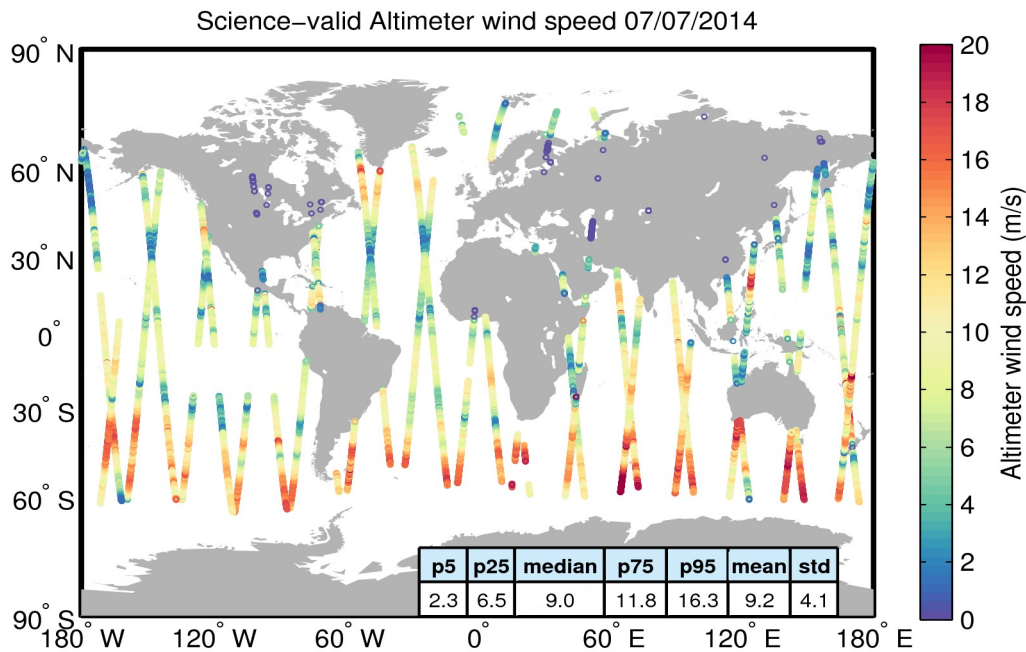 Science−valid Altimeter wind speed 07/07/2014
90° N
60° N
30° N
0°
30° S
60° S
90° S
180° W
120° W
60° W
0°
60° E
120° E
180° E
p5 p25 median p75 p95 mean std
2.3 6.5 9.0 11.8 16.3 9.2 4.1
20
18
16
14
12
10
8
6
4
2
0
Altimeter wind speed (m/s)